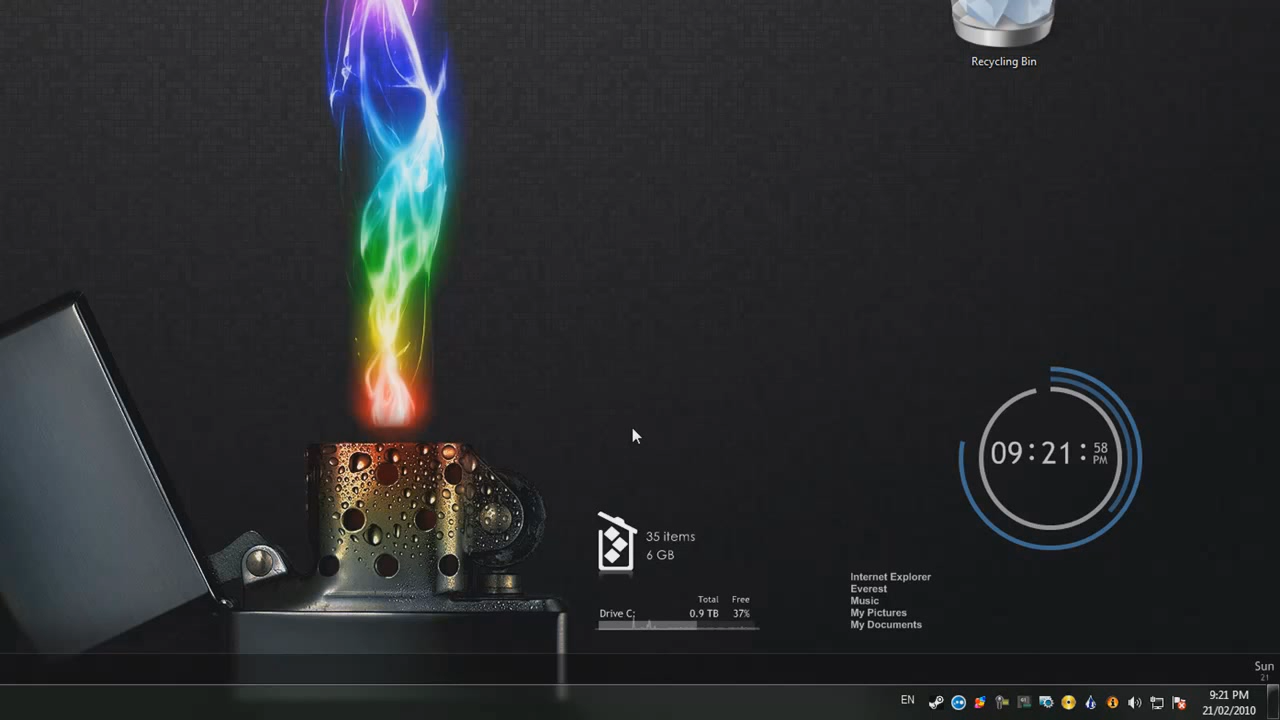 Recycling Bin
09:21:58 PM
35 items
6 GB
Total Free
Drive C: 0.9 TB 37%
Internet Explorer
Everest
Music
My Pictures
My Documents
Sun
21
EN
9:21 PM
21/02/2010